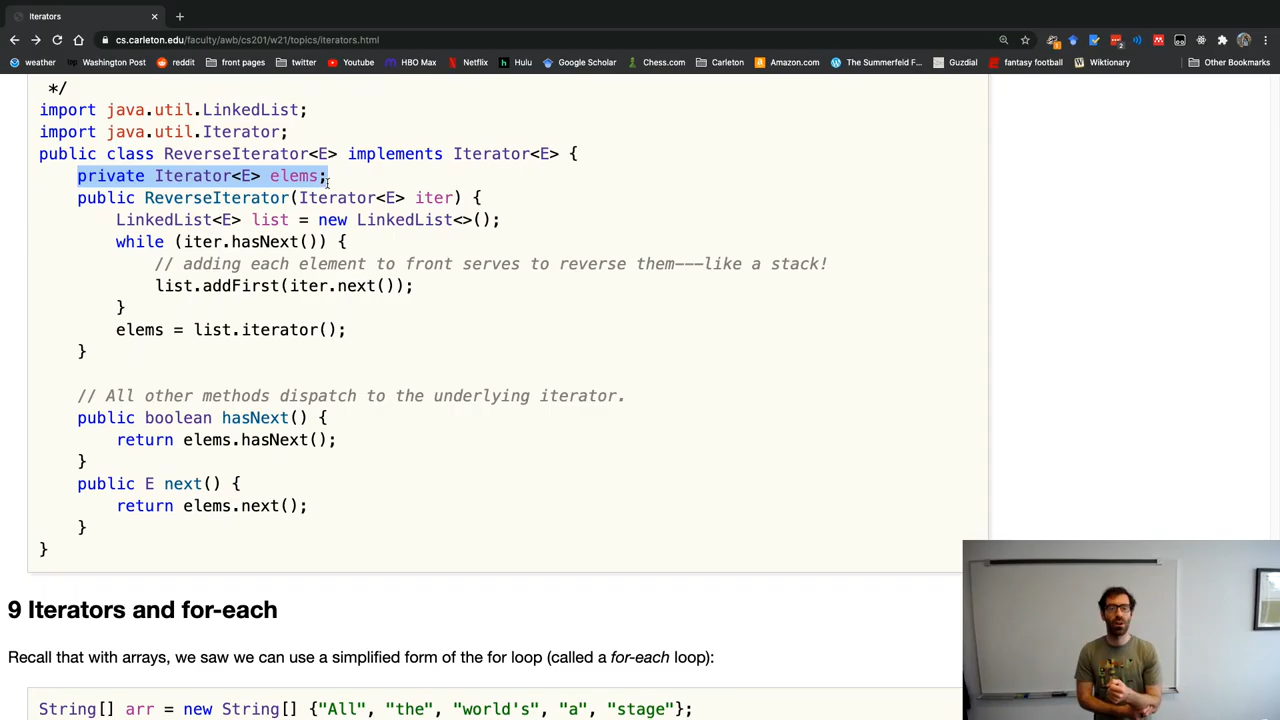 Iterators
cs.carleton.edu/faculty/awb/cs201/w21/topics/iterators.html
weather Washington Post reddit front pages twitter Youtube HBO Max Netflix Hulu Google Scholar Chess.com Carleton Amazon.com The Summerfeld F... Guzdial fantasy football Wiktionary Other Bookmarks
*/
import java.util.LinkedList;
import java.util.Iterator;
public class ReverseIterator<E> implements Iterator<E> {
private Iterator<E> elems;
public ReverseIterator(Iterator<E> iter) {
LinkedList<E> list = new LinkedList<>();
while (iter.hasNext()) {
// adding each element to front serves to reverse them---like a stack!
list.addFirst(iter.next());
}
elems = list.iterator();
}
// All other methods dispatch to the underlying iterator.
public boolean hasNext() {
return elems.hasNext();
}
public E next() {
return elems.next();
}
}
9 Iterators and for-each
Recall that with arrays, we saw we can use a simplified form of the for loop (called a for-each loop):
String[] arr = new String[] {"All", "the", "world's", "a", "stage"};